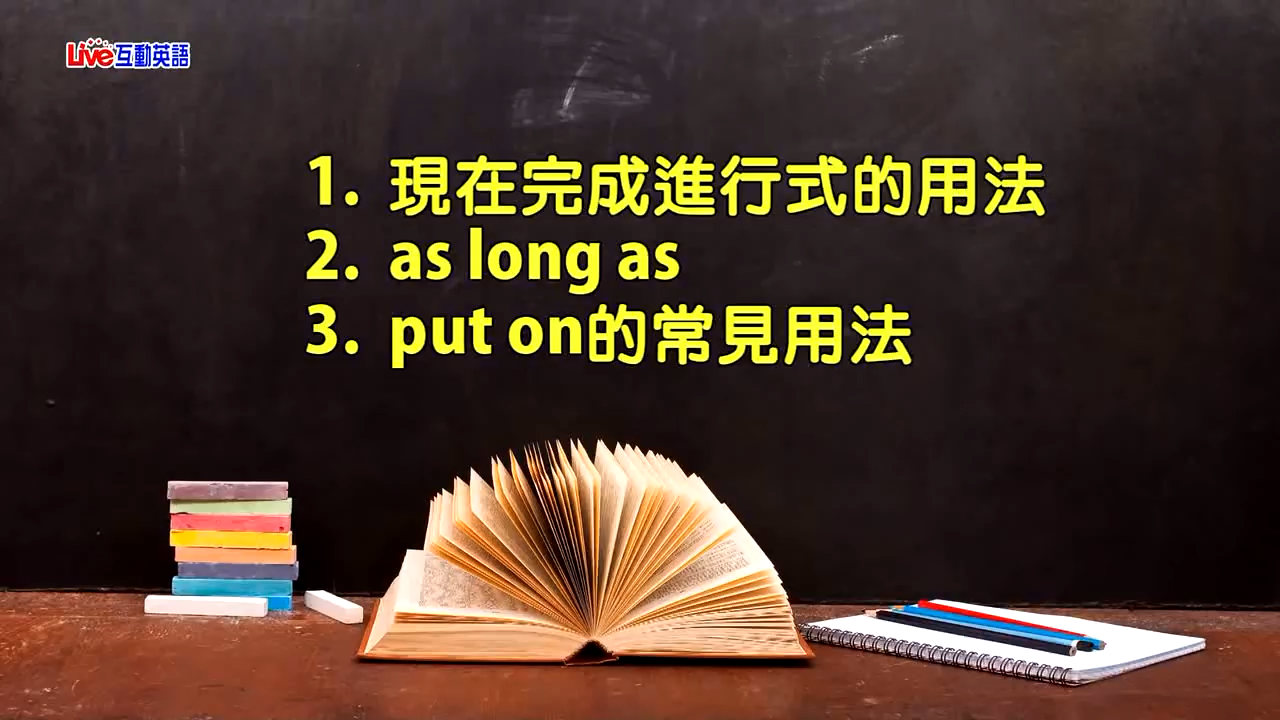 Live互動英語
1. 現在完成進行式的用法
2. as long as
3. put on的常見用法